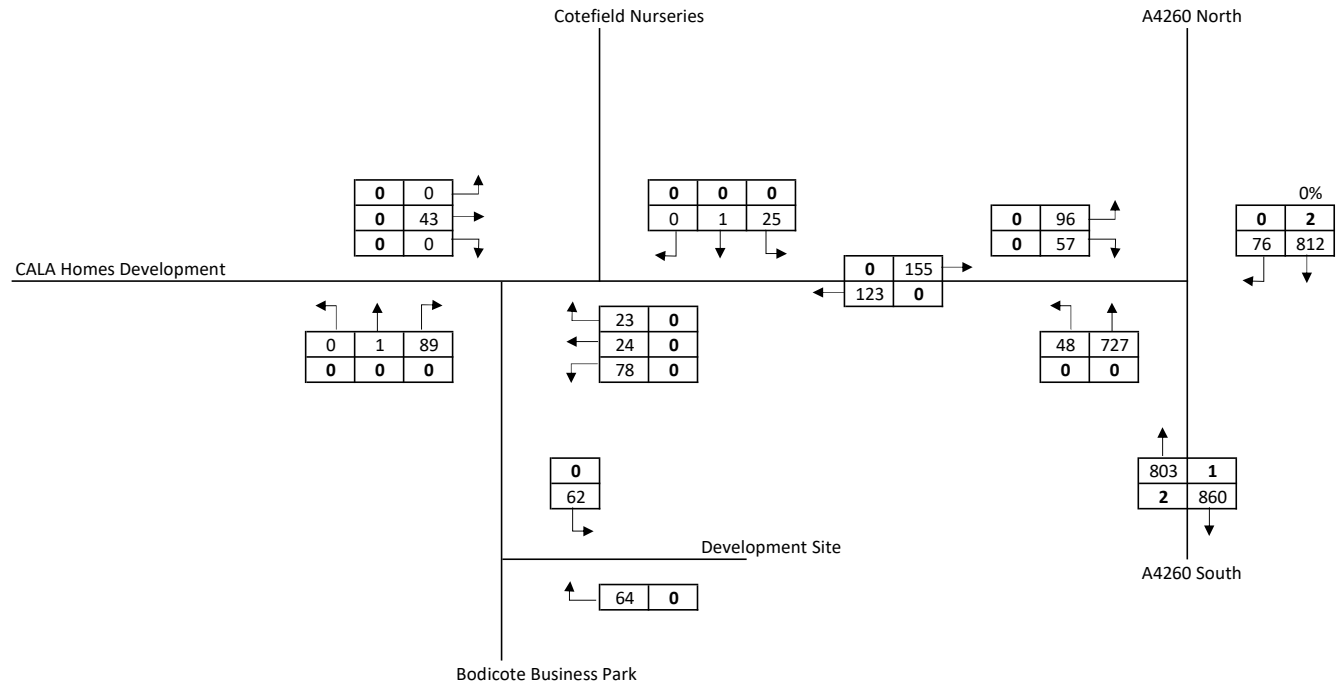 Cotefield Nurseries A4260 North
0%
0 0 0 0 0 0 96 0 2
0 43 0 1 25 0 57 76 812
0 0
CALA Homes Development 0 155
123 0
0 1 89 23 0 48 727
0 0 0 24 0 0 0
78 0
0 803 1
62 2 860
Development Site
A4260 South
64 0
Bodicote Business Park